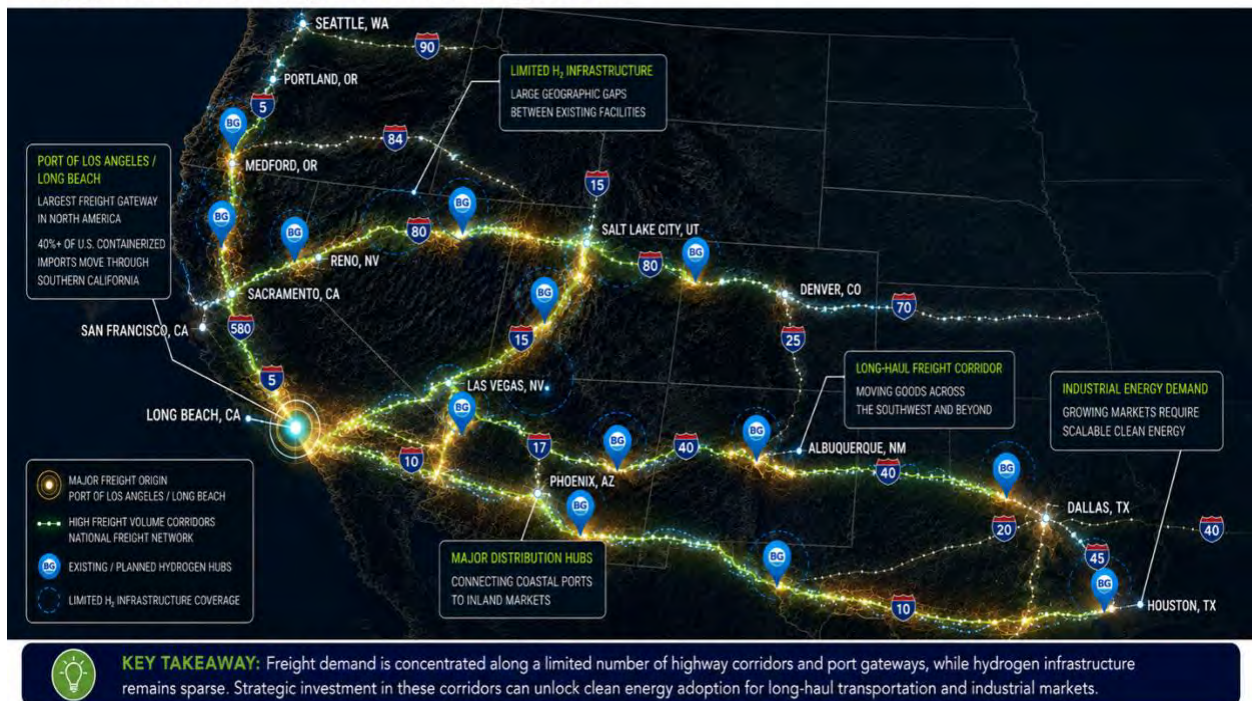 SEATTLE, WA
90
PORTLAND, OR
5
BG
MEDFORD, OR
84
LIMITED H₂ INFRASTRUCTURE
LARGE GEOGRAPHIC GAPS
BETWEEN EXISTING FACILITIES
PORT OF LOS ANGELES /
LONG BEACH
LARGEST FREIGHT GATEWAY
IN NORTH AMERICA
40%+ OF U.S. CONTAINERIZED
IMPORTS MOVE THROUGH
SOUTHERN CALIFORNIA
15
BG
BG
BG
80
RENO, NV
SALT LAKE CITY, UT
80
BG
SACRAMENTO, CA
DENVER, CO
70
SAN FRANCISCO, CA
580
BG
15
25
5
LAS VEGAS, NV
LONG-HAUL FREIGHT CORRIDOR
MOVING GOODS ACROSS
THE SOUTHWEST AND BEYOND
INDUSTRIAL ENERGY DEMAND
GROWING MARKETS REQUIRE
SCALABLE CLEAN ENERGY
LONG BEACH, CA
BG
10
17
BG
40
BG
ALBUQUERQUE, NM
40
BG
PHOENIX, AZ
BG
DALLAS, TX
20
40
45
MAJOR DISTRIBUTION HUBS
CONNECTING COASTAL PORTS
TO INLAND MARKETS
BG
10
BG
HOUSTON, TX
MAJOR FREIGHT ORIGIN
PORT OF LOS ANGELES / LONG BEACH
HIGH FREIGHT VOLUME CORRIDORS
NATIONAL FREIGHT NETWORK
BG
EXISTING / PLANNED HYDROGEN HUBS
LIMITED H₂ INFRASTRUCTURE COVERAGE
KEY TAKEAWAY: Freight demand is concentrated along a limited number of highway corridors and port gateways, while hydrogen infrastructure
remains sparse. Strategic investment in these corridors can unlock clean energy adoption for long-haul transportation and industrial markets.